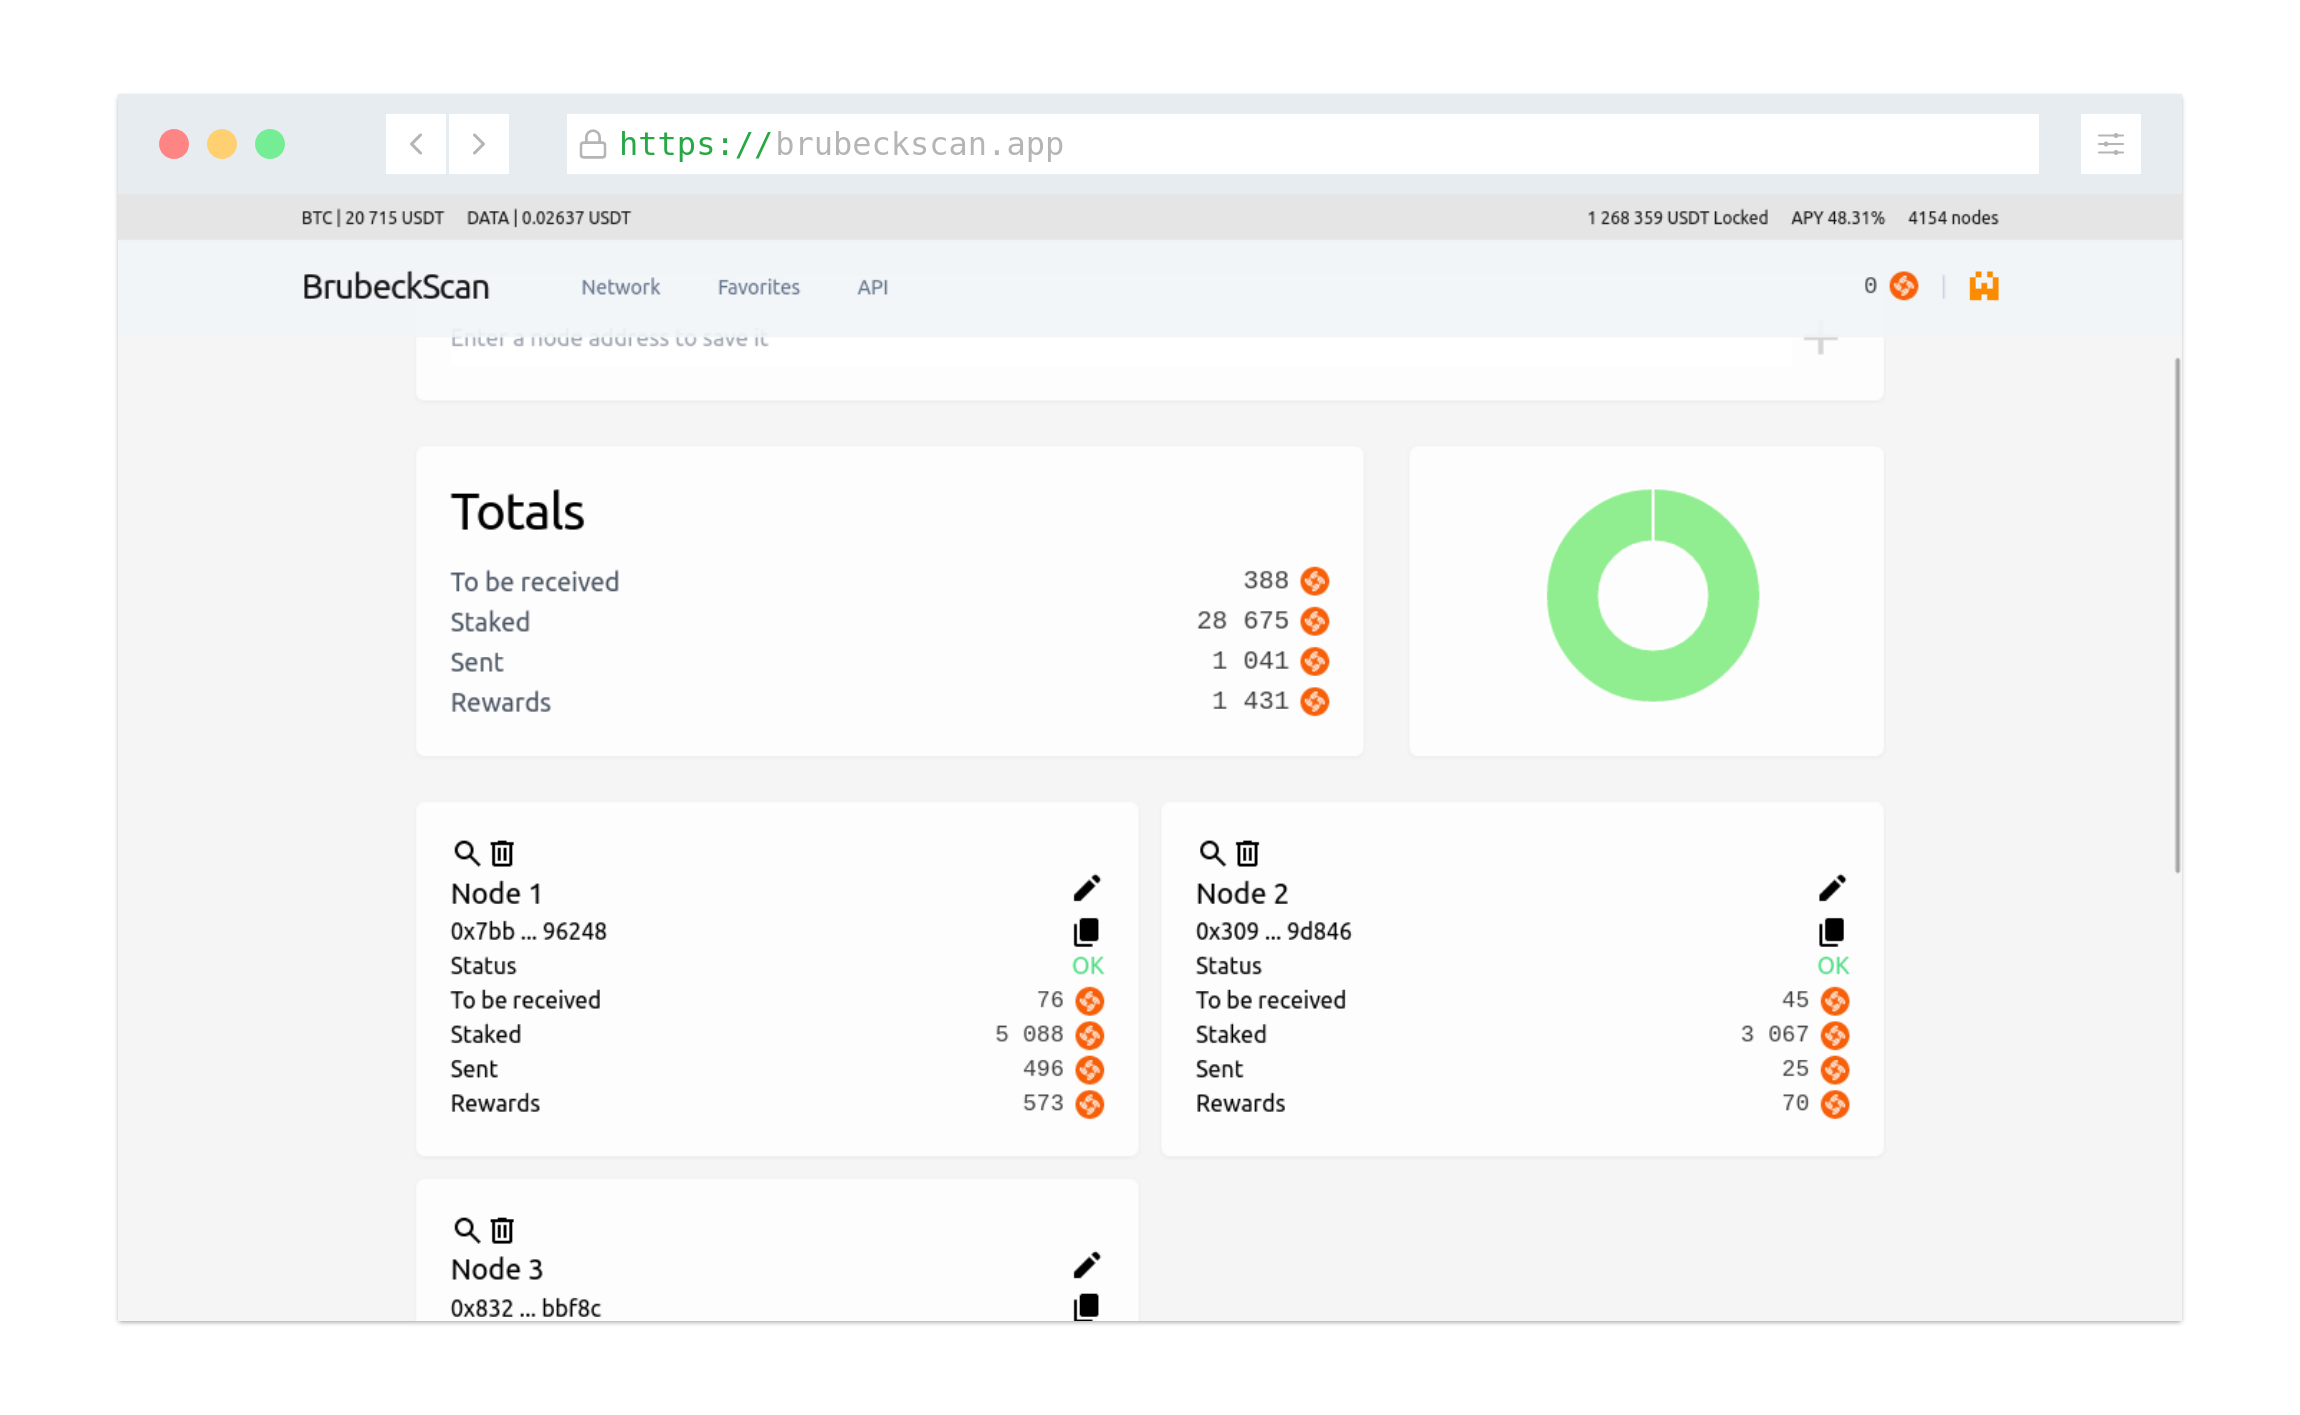 https://brubeckscan.app
BTC | 20 715 USDT DATA | 0.02637 USDT 1 268 359 USDT Locked APY 48.31% 4154 nodes
BrubeckScan Network Favorites API 0
Enter a node address to save it
Totals
To be received 388
Staked 28 675
Sent 1 041
Rewards 1 431
Node 1
0x7bb ... 96248
Status OK
To be received 76
Staked 5 088
Sent 496
Rewards 573
Node 2
0x309 ... 9d846
Status OK
To be received 45
Staked 3 067
Sent 25
Rewards 70
Node 3
0x832 ... bbf8c